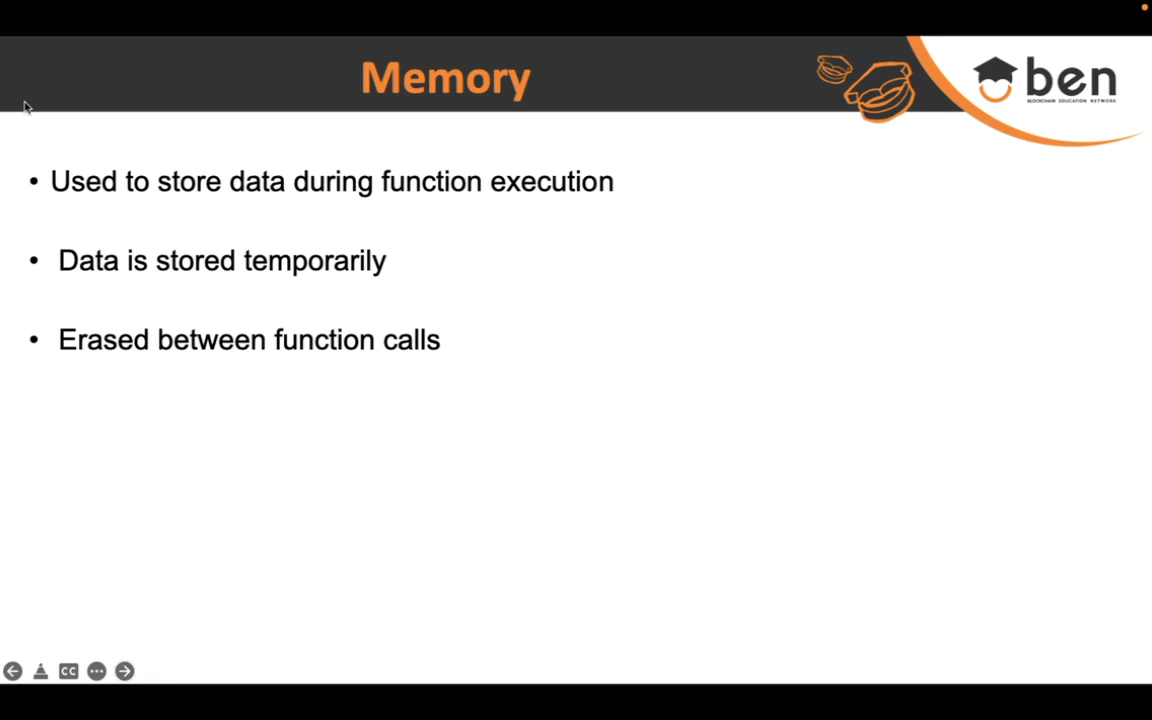 Memory
ben
BLOCKCHAIN EDUCATION NETWORK
• Used to store data during function execution
• Data is stored temporarily
• Erased between function calls
CC